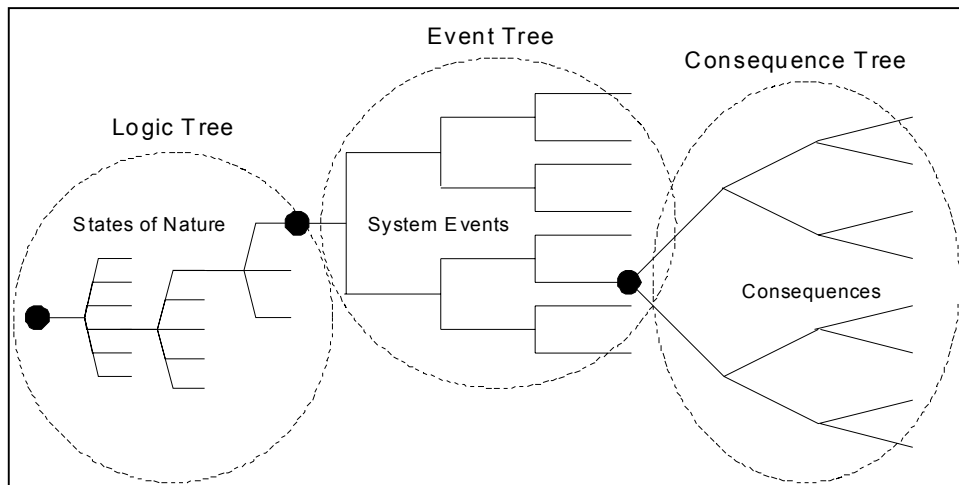 Event Tree
Consequence Tree
Logic Tree
States of Nature
System Events
Consequences